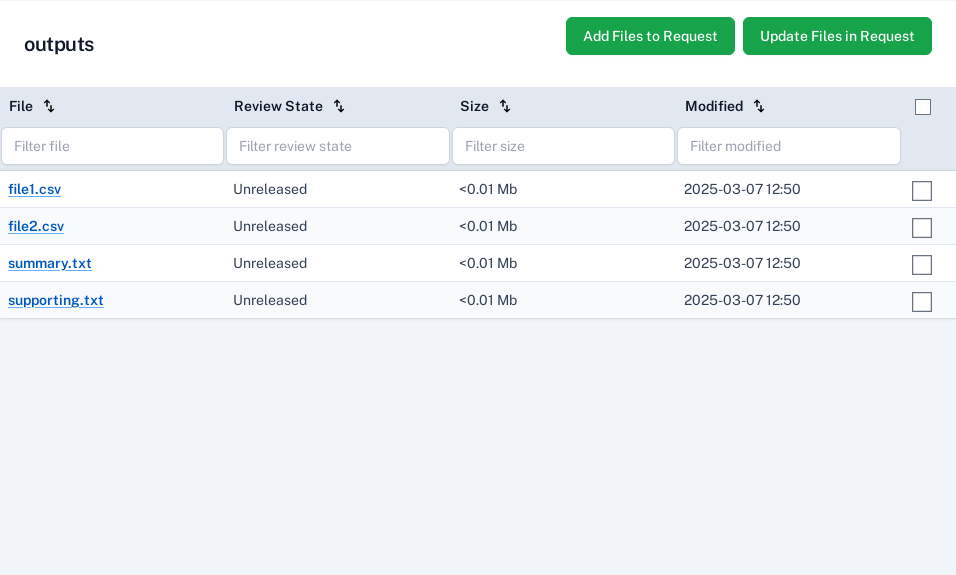 outputs
Add Files to Request
Update Files in Request
File Review State Size Modified
Filter file Filter review state Filter size Filter modified
file1.csv Unreleased <0.01 Mb 2025-03-07 12:50
file2.csv Unreleased <0.01 Mb 2025-03-07 12:50
summary.txt Unreleased <0.01 Mb 2025-03-07 12:50
supporting.txt Unreleased <0.01 Mb 2025-03-07 12:50